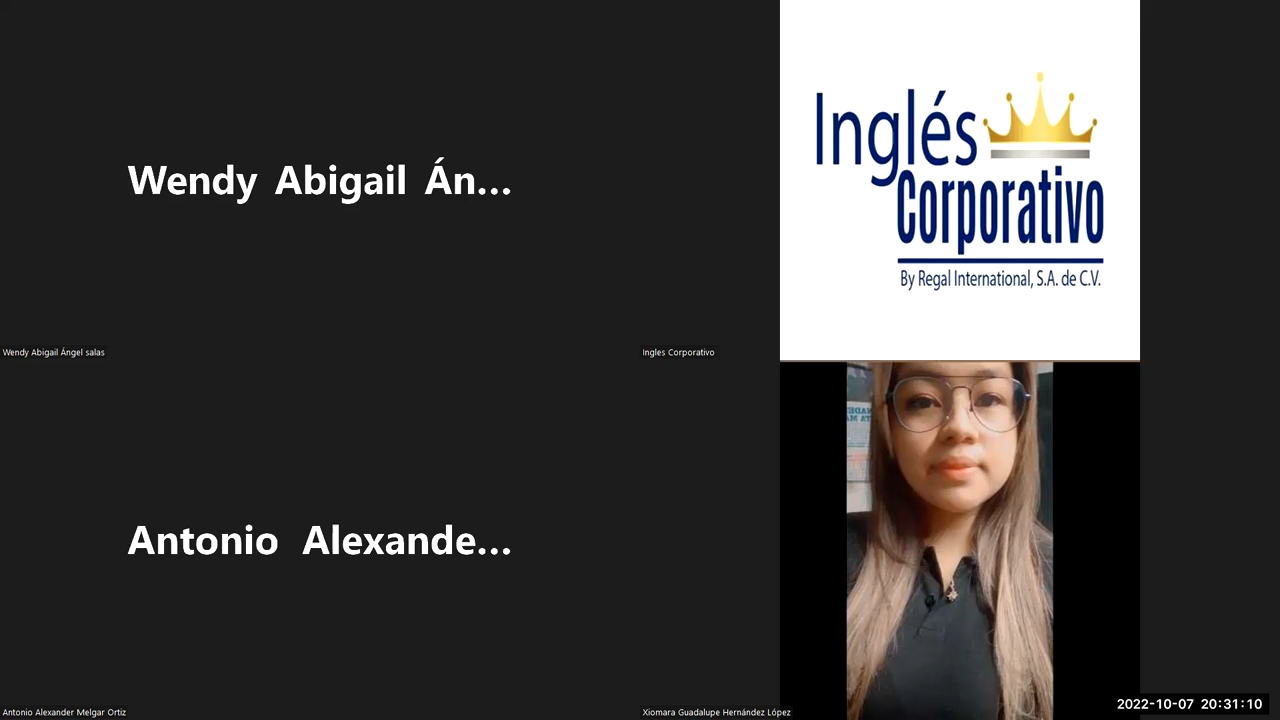 Wendy Abigail Án...
Wendy Abigail Ángel salas
Inglés
Corporativo
By Regal International, S.A. de C.V.
Ingles Corporativo
Antonio Alexande...
Antonio Alexander Melgar Ortiz
Xiomara Guadalupe Hernández López
2022-10-07 20:31:10